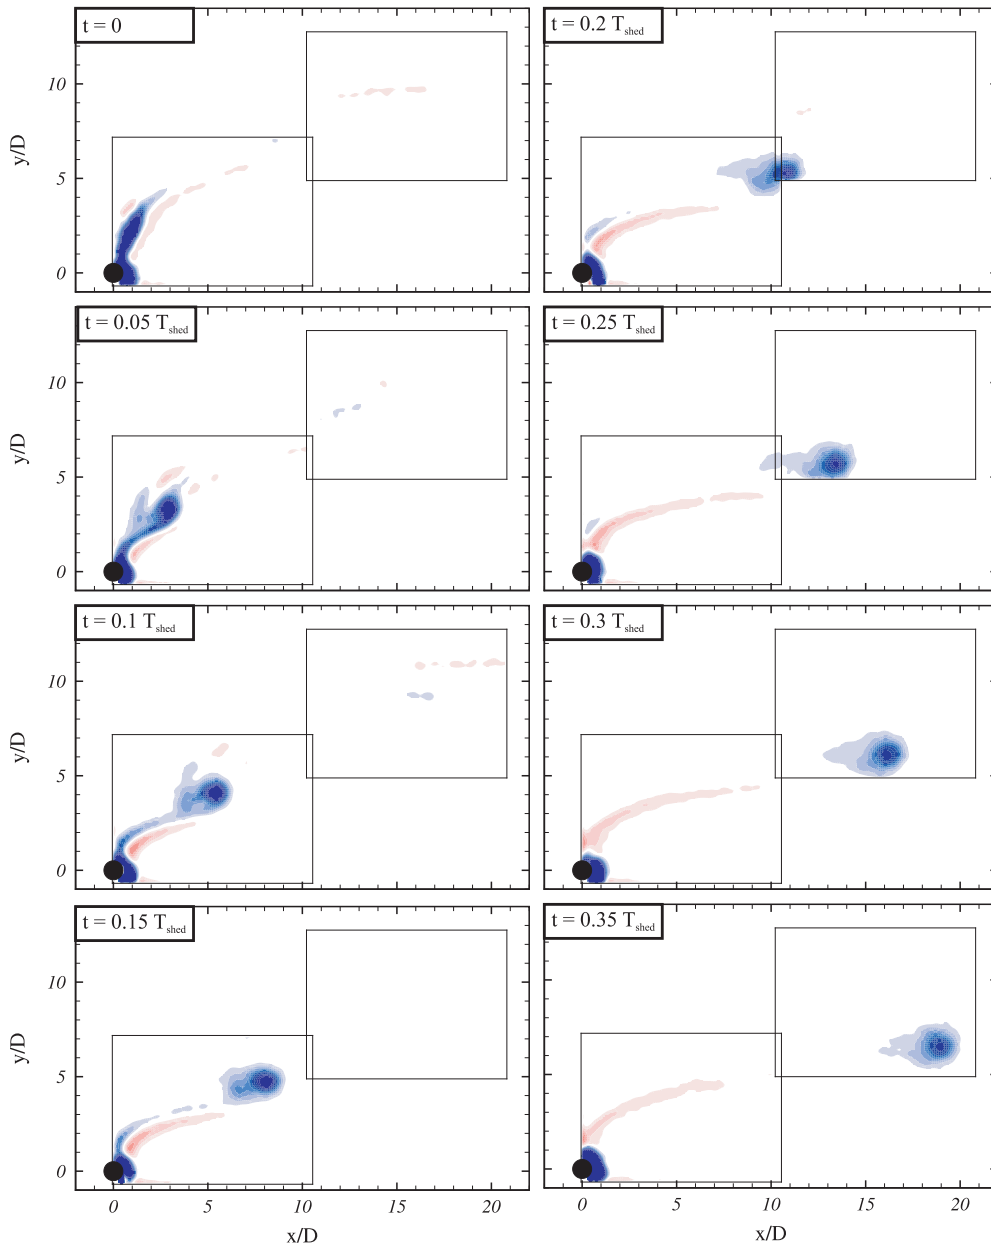 t = 0
10
5
0
y/D
t = 0.2 T_shed
t = 0.05 T_shed
10
5
0
y/D
t = 0.25 T_shed
t = 0.1 T_shed
10
5
0
y/D
t = 0.3 T_shed
t = 0.15 T_shed
10
5
0
y/D
0 5 10 15 20
x/D
t = 0.35 T_shed
0 5 10 15 20
x/D